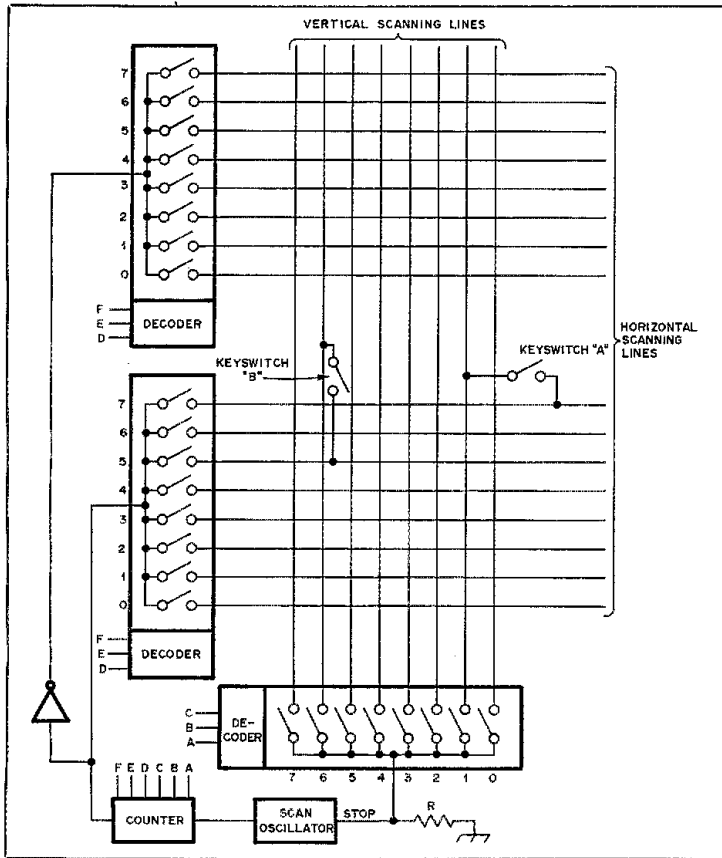 VERTICAL SCANNING LINES
7
6
5
4
3
2
1
0
F
E
D
DECODER
HORIZONTAL
SCANNING
LINES
KEYSWITCH "A"
KEYSWITCH
"B"
7
6
5
4
3
2
1
0
F
E
D
DECODER
C
B
A
DE-
CODER
7 6 5 4 3 2 1 0
F E D C B A
COUNTER
SCAN
OSCILLATOR
STOP
R